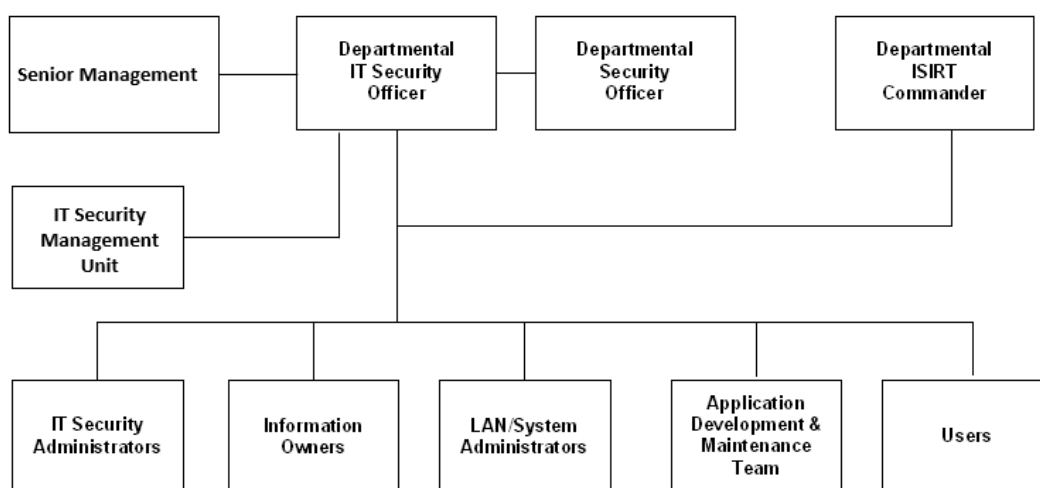 Senior Management
Departmental
IT Security
Officer
Departmental
Security
Officer
Departmental
ISIRT
Commander
IT Security
Management
Unit
IT Security
Administrators
Information
Owners
LAN/System
Administrators
Application
Development &
Maintenance
Team
Users